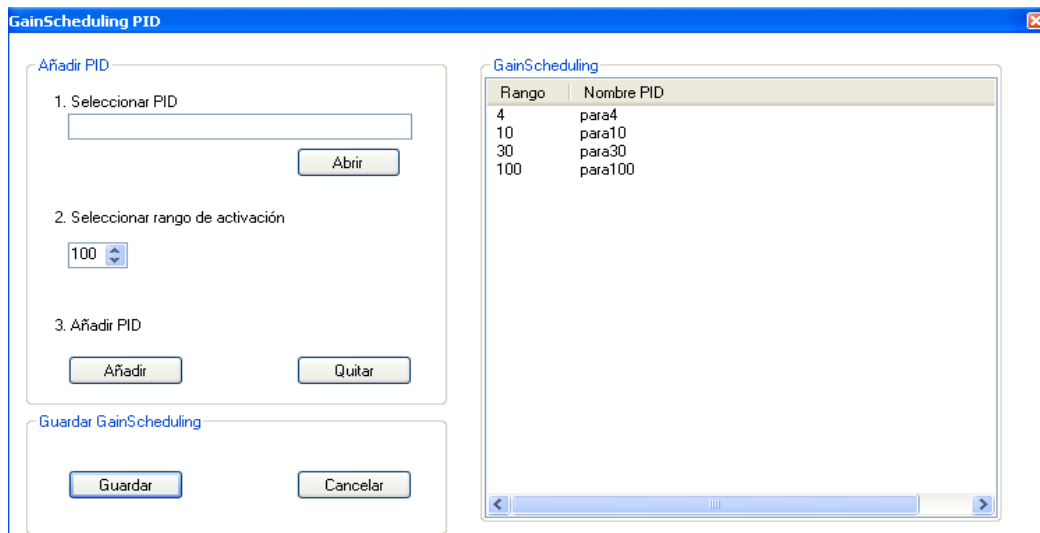 GainScheduling PID
Añadir PID
1. Seleccionar PID
Abrir
2. Seleccionar rango de activación
100
3. Añadir PID
Añadir Quitar
Guardar GainScheduling
Guardar Cancelar
GainScheduling
Rango Nombre PID
4 para4
10 para10
30 para30
100 para100